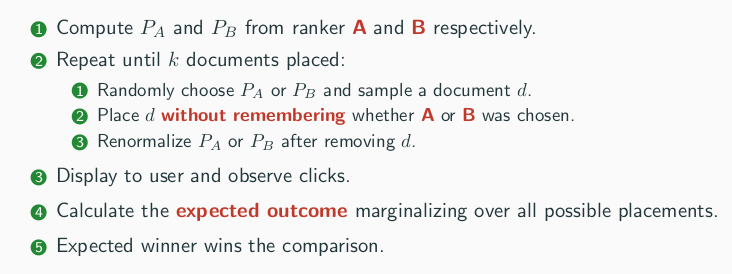 1 Compute P_A and P_B from ranker A and B respectively.
2 Repeat until k documents placed:
1 Randomly choose P_A or P_B and sample a document d.
2 Place d without remembering whether A or B was chosen.
3 Renormalize P_A or P_B after removing d.
3 Display to user and observe clicks.
4 Calculate the expected outcome marginalizing over all possible placements.
5 Expected winner wins the comparison.